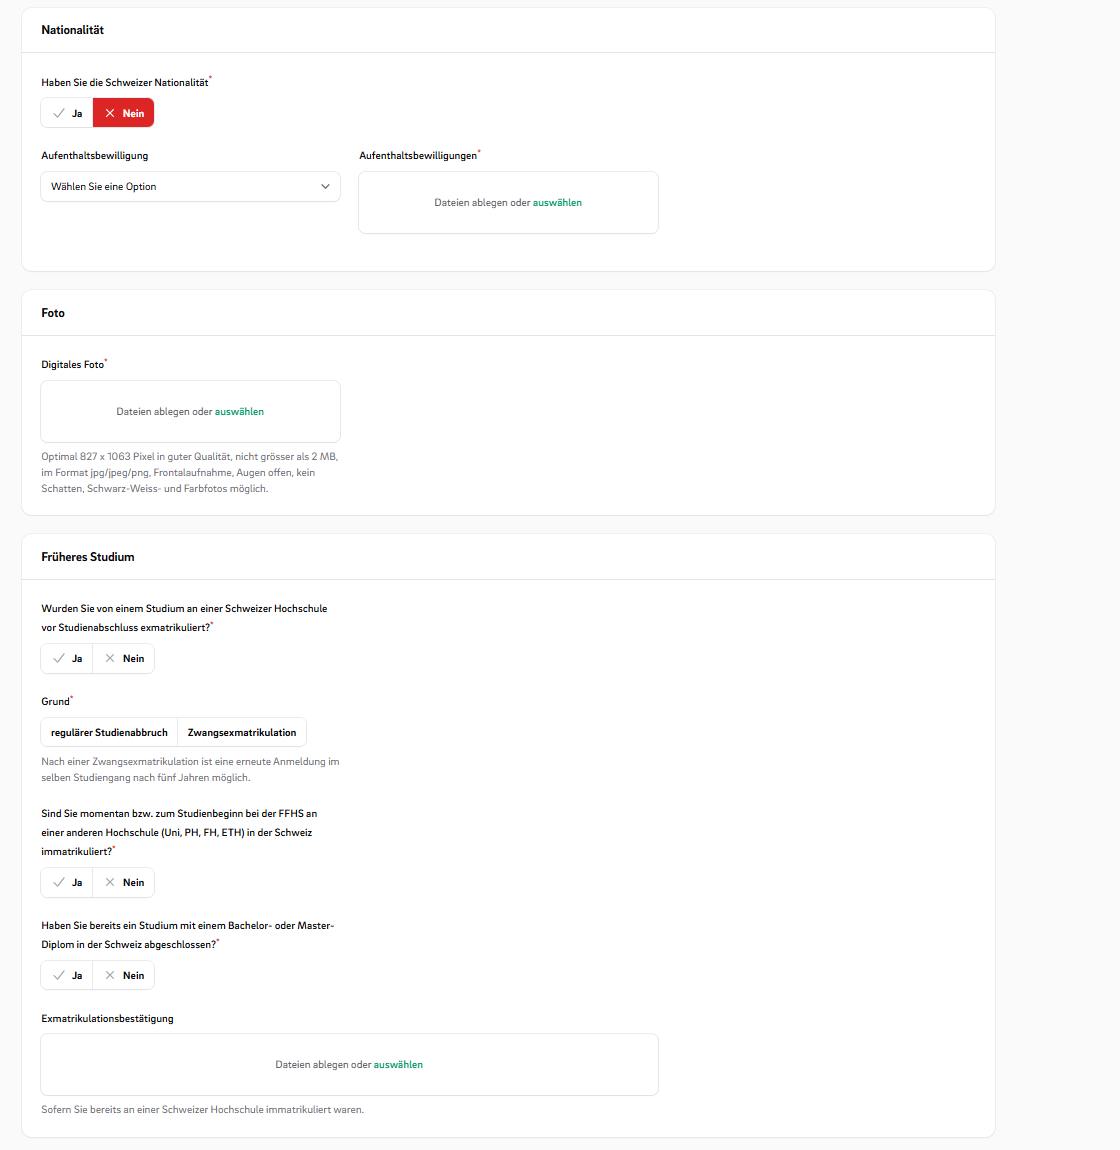 Nationalität
Haben Sie die Schweizer Nationalität*
Ja
Nein
Aufenthaltsbewilligung
Aufenthaltsbewilligungen*
Wählen Sie eine Option
Dateien ablegen oder auswählen
Foto
Digitales Foto*
Dateien ablegen oder auswählen
Optimal 827 x 1063 Pixel in guter Qualität, nicht grösser als 2 MB,
im Format jpg/jpeg/png, Frontalaufnahme, Augen offen, kein
Schatten, Schwarz-Weiss- und Farbfotos möglich.
Früheres Studium
Wurden Sie von einem Studium an einer Schweizer Hochschule
vor Studienabschluss exmatrikuliert?*
Ja
Nein
Grund*
regulärer Studienabbruch
Zwangsexmatrikulation
Nach einer Zwangsexmatrikulation ist eine erneute Anmeldung im
selben Studiengang nach fünf Jahren möglich.
Sind Sie momentan bzw. zum Studienbeginn bei der FFHS an
einer anderen Hochschule (Uni, PH, FH, ETH) in der Schweiz
immatrikuliert?*
Ja
Nein
Haben Sie bereits ein Studium mit einem Bachelor- oder Master-
Diplom in der Schweiz abgeschlossen?*
Ja
Nein
Exmatrikulationsbestätigung
Dateien ablegen oder auswählen
Sofern Sie bereits an einer Schweizer Hochschule immatrikuliert waren.